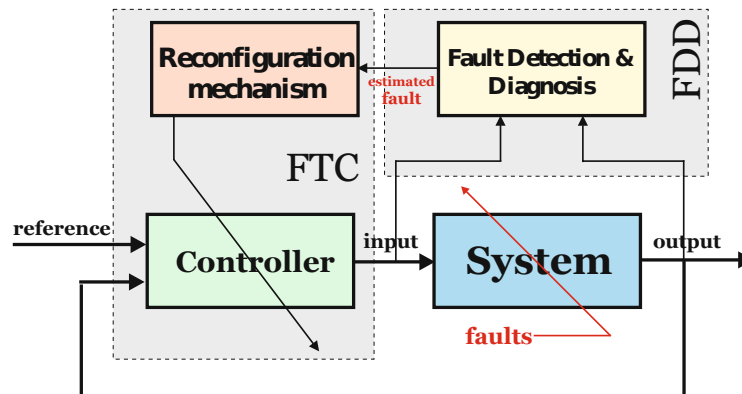 Reconfiguration
mechanism
Fault Detection &
Diagnosis
FDD
estimated
fault
FTC
reference
Controller
input
System
output
faults